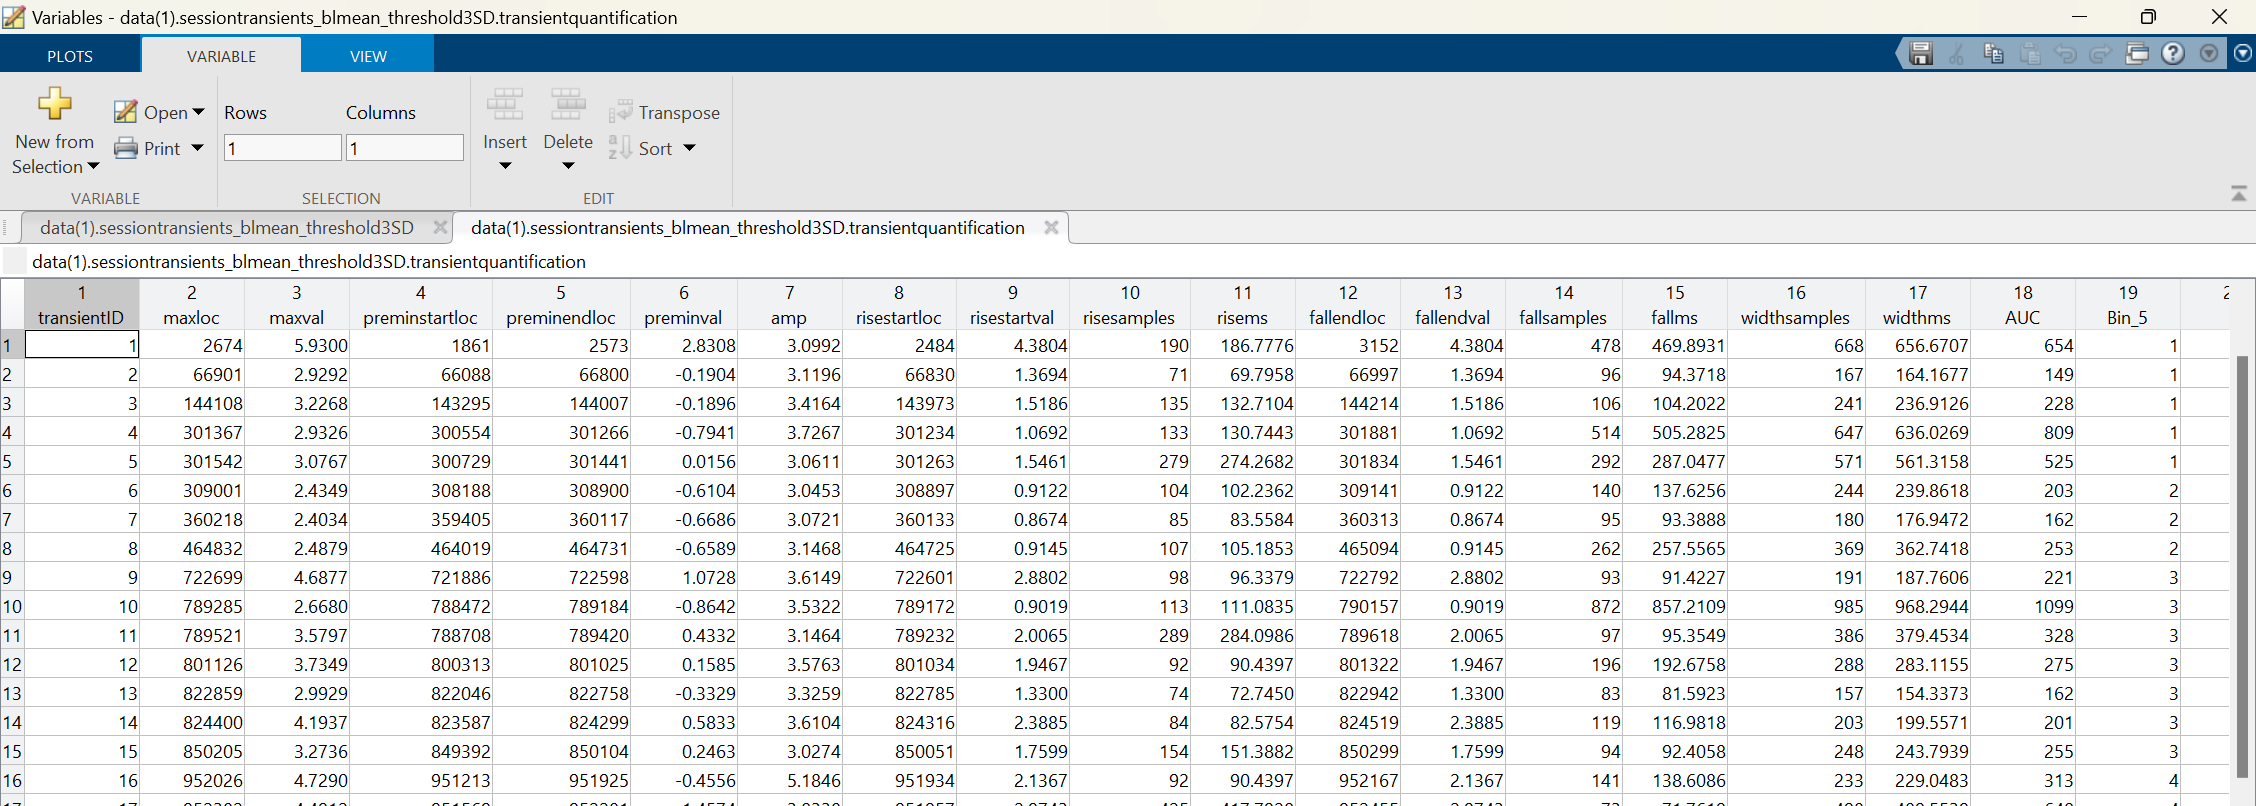 Variables - data(1).sessiontransients_blmean_threshold3SD.transientquantification
PLOTS VARIABLE VIEW
New from Selection Open Print Rows Columns Insert Delete Transpose Sort
1 1
VARIABLE SELECTION EDIT
data(1).sessiontransients_blmean_threshold3SD data(1).sessiontransients_blmean_threshold3SD.transientquantification
data(1).sessiontransients_blmean_threshold3SD.transientquantification
1 2 3 4 5 6 7 8 9 10 11 12 13 14 15 16 17 18 19
transientID maxloc maxval preminstartloc preminendloc preminval amp risestartloc risestartval risesamples risems fallendloc fallendval fallsamples fallms widthsamples widthms AUC Bin_5
1 1 2674 5.9300 1861 2573 2.8308 3.0992 2484 4.3804 190 186.7776 3152 4.3804 478 469.8931 668 656.6707 654 1
2 2 66901 2.9292 66088 66800 -0.1904 3.1196 66830 1.3694 71 69.7958 66997 1.3694 96 94.3718 167 164.1677 149 1
3 3 144108 3.2268 143295 144007 -0.1896 3.4164 143973 1.5186 135 132.7104 144214 1.5186 106 104.2022 241 236.9126 228 1
4 4 301367 2.9326 300554 301266 -0.7941 3.7267 301234 1.0692 133 130.7443 301881 1.0692 514 505.2825 647 636.0269 809 1
5 5 301542 3.0767 300729 301441 0.0156 3.0611 301263 1.5461 279 274.2682 301834 1.5461 292 287.0477 571 561.3158 525 1
6 6 309001 2.4349 308188 308900 -0.6104 3.0453 308897 0.9122 104 102.2362 309141 0.9122 140 137.6256 244 239.8618 203 2
7 7 360218 2.4034 359405 360117 -0.6686 3.0721 360133 0.8674 85 83.5584 360313 0.8674 95 93.3888 180 176.9472 162 2
8 8 464832 2.4879 464019 464731 -0.6589 3.1468 464725 0.9145 107 105.1853 465094 0.9145 262 257.5565 369 362.7418 253 2
9 9 722699 4.6877 721886 722598 1.0728 3.6149 722601 2.8802 98 96.3379 722792 2.8802 93 91.4227 191 187.7606 221 3
10 10 789285 2.6680 788472 789184 -0.8642 3.5322 789172 0.9019 113 111.0835 790157 0.9019 872 857.2109 985 968.2944 1099 3
11 11 789521 3.5797 788708 789420 0.4332 3.1464 789232 2.0065 289 284.0986 789618 2.0065 97 95.3549 386 379.4534 328 3
12 12 801126 3.7349 800313 801025 0.1585 3.5763 801034 1.9467 92 90.4397 801322 1.9467 196 192.6758 288 283.1155 275 3
13 13 822859 2.9929 822046 822758 -0.3329 3.3259 822785 1.3300 74 72.7450 822942 1.3300 83 81.5923 157 154.3373 162 3
14 14 824400 4.1937 823587 824299 0.5833 3.6104 824316 2.3885 84 82.5754 824519 2.3885 119 116.9818 203 199.5571 201 3
15 15 850205 3.2736 849392 850104 0.2463 3.0274 850051 1.7599 154 151.3882 850299 1.7599 94 92.4058 248 243.7939 255 3
16 16 952026 4.7290 951213 951925 -0.4556 5.1846 951934 2.1367 92 90.4397 952167 2.1367 141 138.6086 233 229.0483 313 4